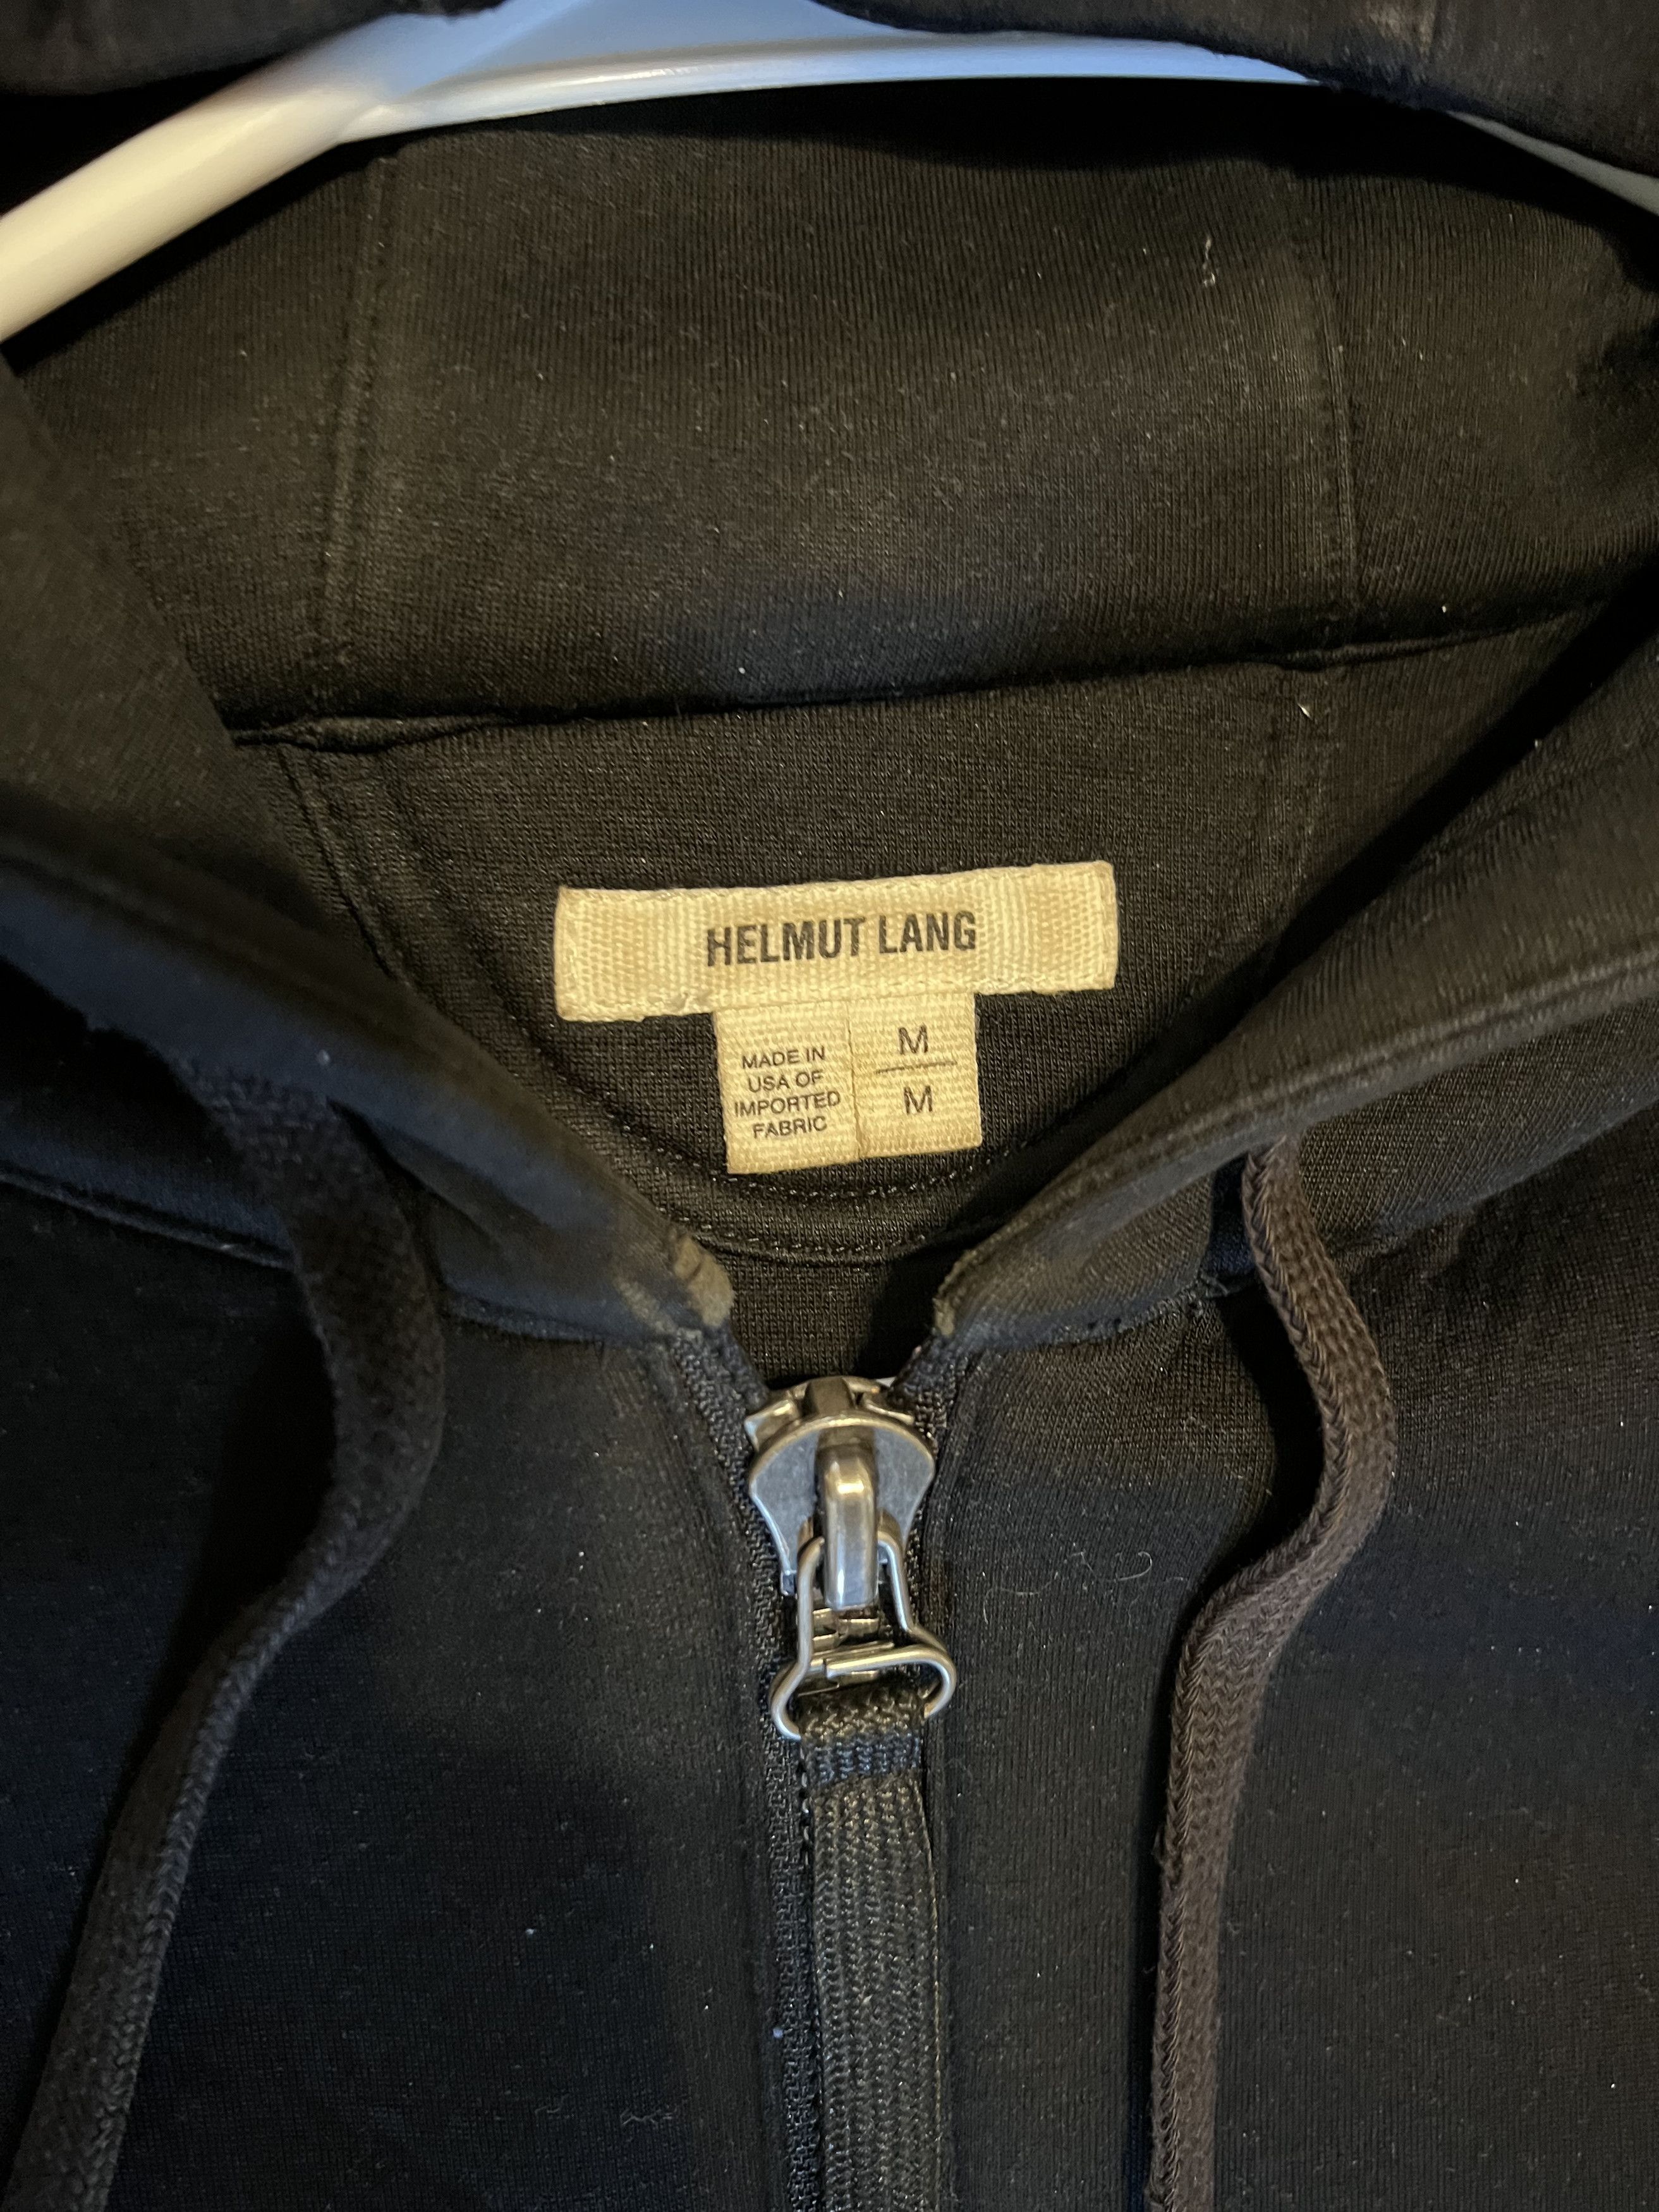 HELMUT LANG
MADE IN
USA OF
IMPORTED
FABRIC
M
M